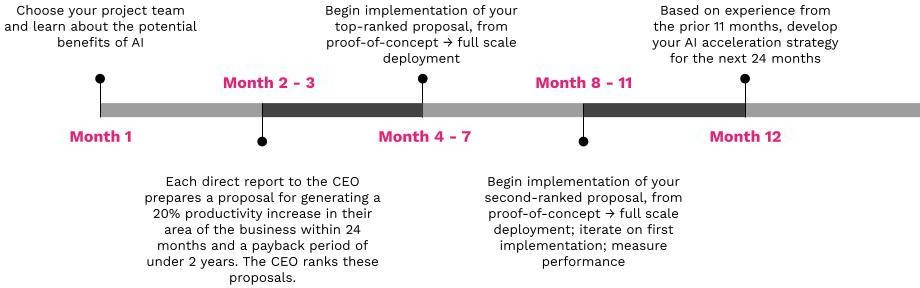 Choose your project team
and learn about the potential
benefits of AI
Month 1
Month 2 - 3
Each direct report to the CEO
prepares a proposal for generating a
20% productivity increase in their
area of the business within 24
months and a payback period of
under 2 years. The CEO ranks these
proposals.
Begin implementation of your
top-ranked proposal, from
proof-of-concept → full scale
deployment
Month 4 - 7
Month 8 - 11
Begin implementation of your
second-ranked proposal, from
proof-of-concept → full scale
deployment; iterate on first
implementation; measure
performance
Based on experience from
the prior 11 months, develop
your AI acceleration strategy
for the next 24 months
Month 12